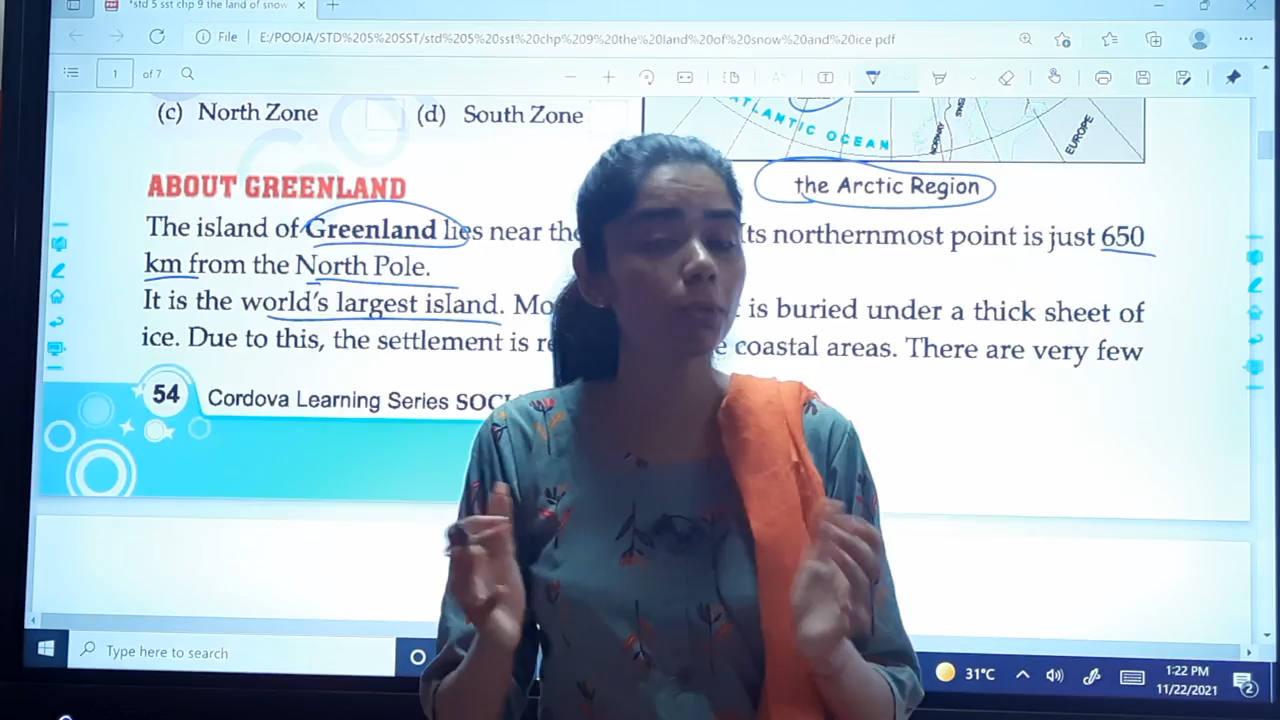 *std 5 sst chp 9 the land of snow
1 of 7
File E:/POOJA/STD%205%20SST/std%205%20sst%20chp%209%20the%20land%20of%20snow%20and%20ice.pdf
(c) North Zone (d) South Zone
ATLANTIC OCEAN
EUROPE
the Arctic Region
ABOUT GREENLAND
The island of Greenland lies near the Its northernmost point is just 650
km from the North Pole.
It is the world's largest island. is buried under a thick sheet of
ice. Due to this, the settlement is coastal areas. There are very few
54 Cordova Learning Series
Type here to search
31°C
1:22 PM
11/22/2021
2